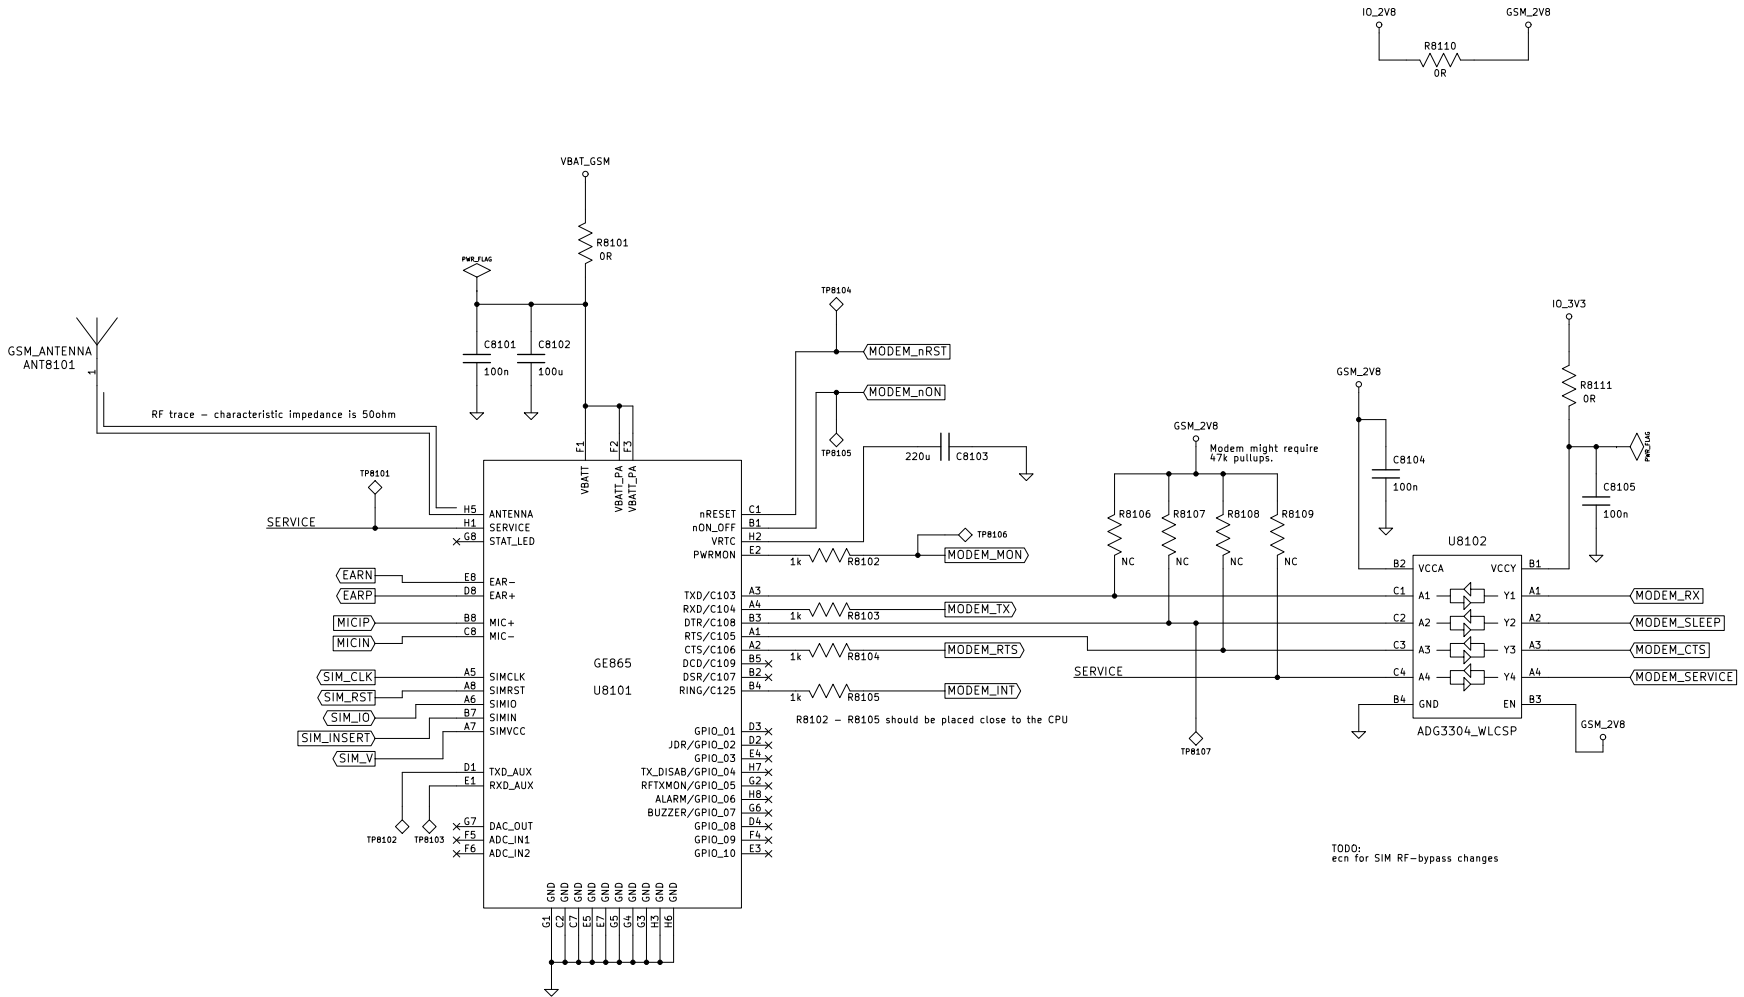 IO_2V8
GSM_2V8
R8110
0R
VBAT_GSM
R8101
0R
PWR_FLAG
C8101
100n
C8102
100u
GSM_ANTENNA
ANT8101
1
RF trace - characteristic impedance is 50ohm
TP8101
SERVICE
TP8104
MODEM_nRST
MODEM_nON
TP8105
220u
C8103
TP8106
MODEM_MON
F1
F2
F3
VBATT
VBATT_PA
VBATT_PA
H5
ANTENNA
H1
SERVICE
G8
STAT_LED
EARN
E8
EAR-
EARP
D8
EAR+
MICIP
B8
MIC+
MICIN
C8
MIC-
SIM_CLK
A5
SIMCLK
SIM_RST
A8
SIMRST
SIM_IO
A6
SIMIO
SIM_INSERT
B7
SIMIN
SIM_V
A7
SIMVCC
D1
TXD_AUX
E1
RXD_AUX
TP8102
TP8103
G7
DAC_OUT
F5
ADC_IN1
F6
ADC_IN2
GE865
U8101
nRESET
C1
nON_OFF
B1
VRTC
H2
PWRMON
E2
1k
R8102
TXD/C103
A3
RXD/C104
A4
1k
R8103
MODEM_TX
DTR/C108
B3
RTS/C105
A1
CTS/C106
A2
1k
R8104
MODEM_RTS
DCD/C109
B5
DSR/C107
B2
RING/C125
B4
1k
R8105
MODEM_INT
R8102 - R8105 should be placed close to the CPU
GPIO_01
D3
JDR/GPIO_02
D2
GPIO_03
E4
TX_DISAB/GPIO_04
H7
RFTXMON/GPIO_05
G2
ALARM/GPIO_06
H8
BUZZER/GPIO_07
G6
GPIO_08
D4
GPIO_09
F4
GPIO_10
E3
GND
GND
GND
GND
GND
GND
GND
GND
GND
GND
G1
C2
C7
E5
E7
G5
G4
G3
H3
H6
GSM_2V8
Modem might require
47k pullups.
R8106
NC
R8107
NC
R8108
NC
R8109
NC
SERVICE
TP8107
GSM_2V8
C8104
100n
IO_3V3
R8111
0R
PWR_FLAG
C8105
100n
U8102
B2
VCCA
VCCY
B1
C1
A1
Y1
A1
MODEM_RX
C2
A2
Y2
A2
MODEM_SLEEP
C3
A3
Y3
A3
MODEM_CTS
C4
A4
Y4
A4
MODEM_SERVICE
B4
GND
EN
B3
ADG3304_WLCSP
GSM_2V8
TODO:
ecn for SIM RF-bypass changes